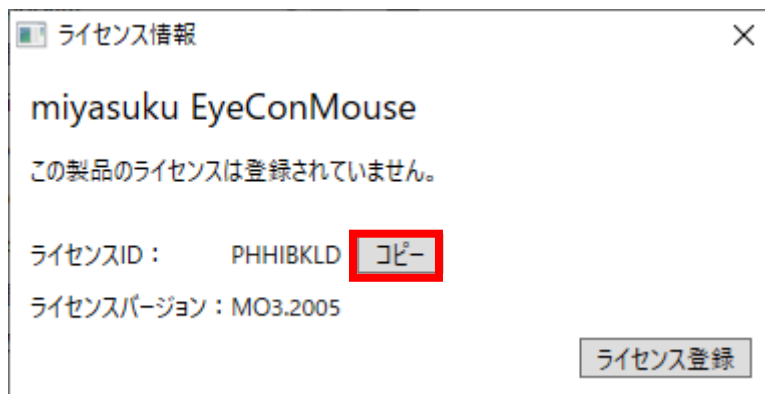 ライセンス情報
miyasuku EyeConMouse
この製品のライセンスは登録されていません。
ライセンスID： PHHIBKLD コピー
ライセンスバージョン：MO3.2005
ライセンス登録